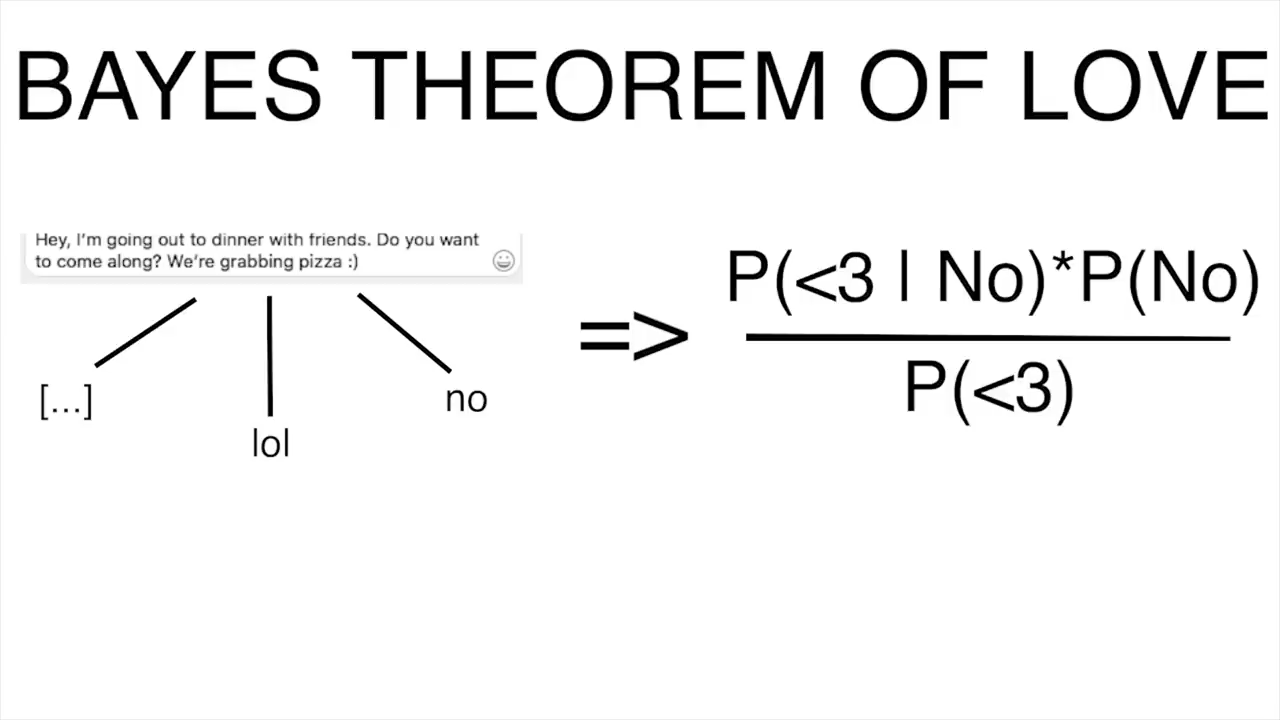 BAYES THEOREM OF LOVE
Hey, I'm going out to dinner with friends. Do you want
to come along? We're grabbing pizza :)
[...]
lol
no
=>
P(<3 | No)*P(No)
P(<3)